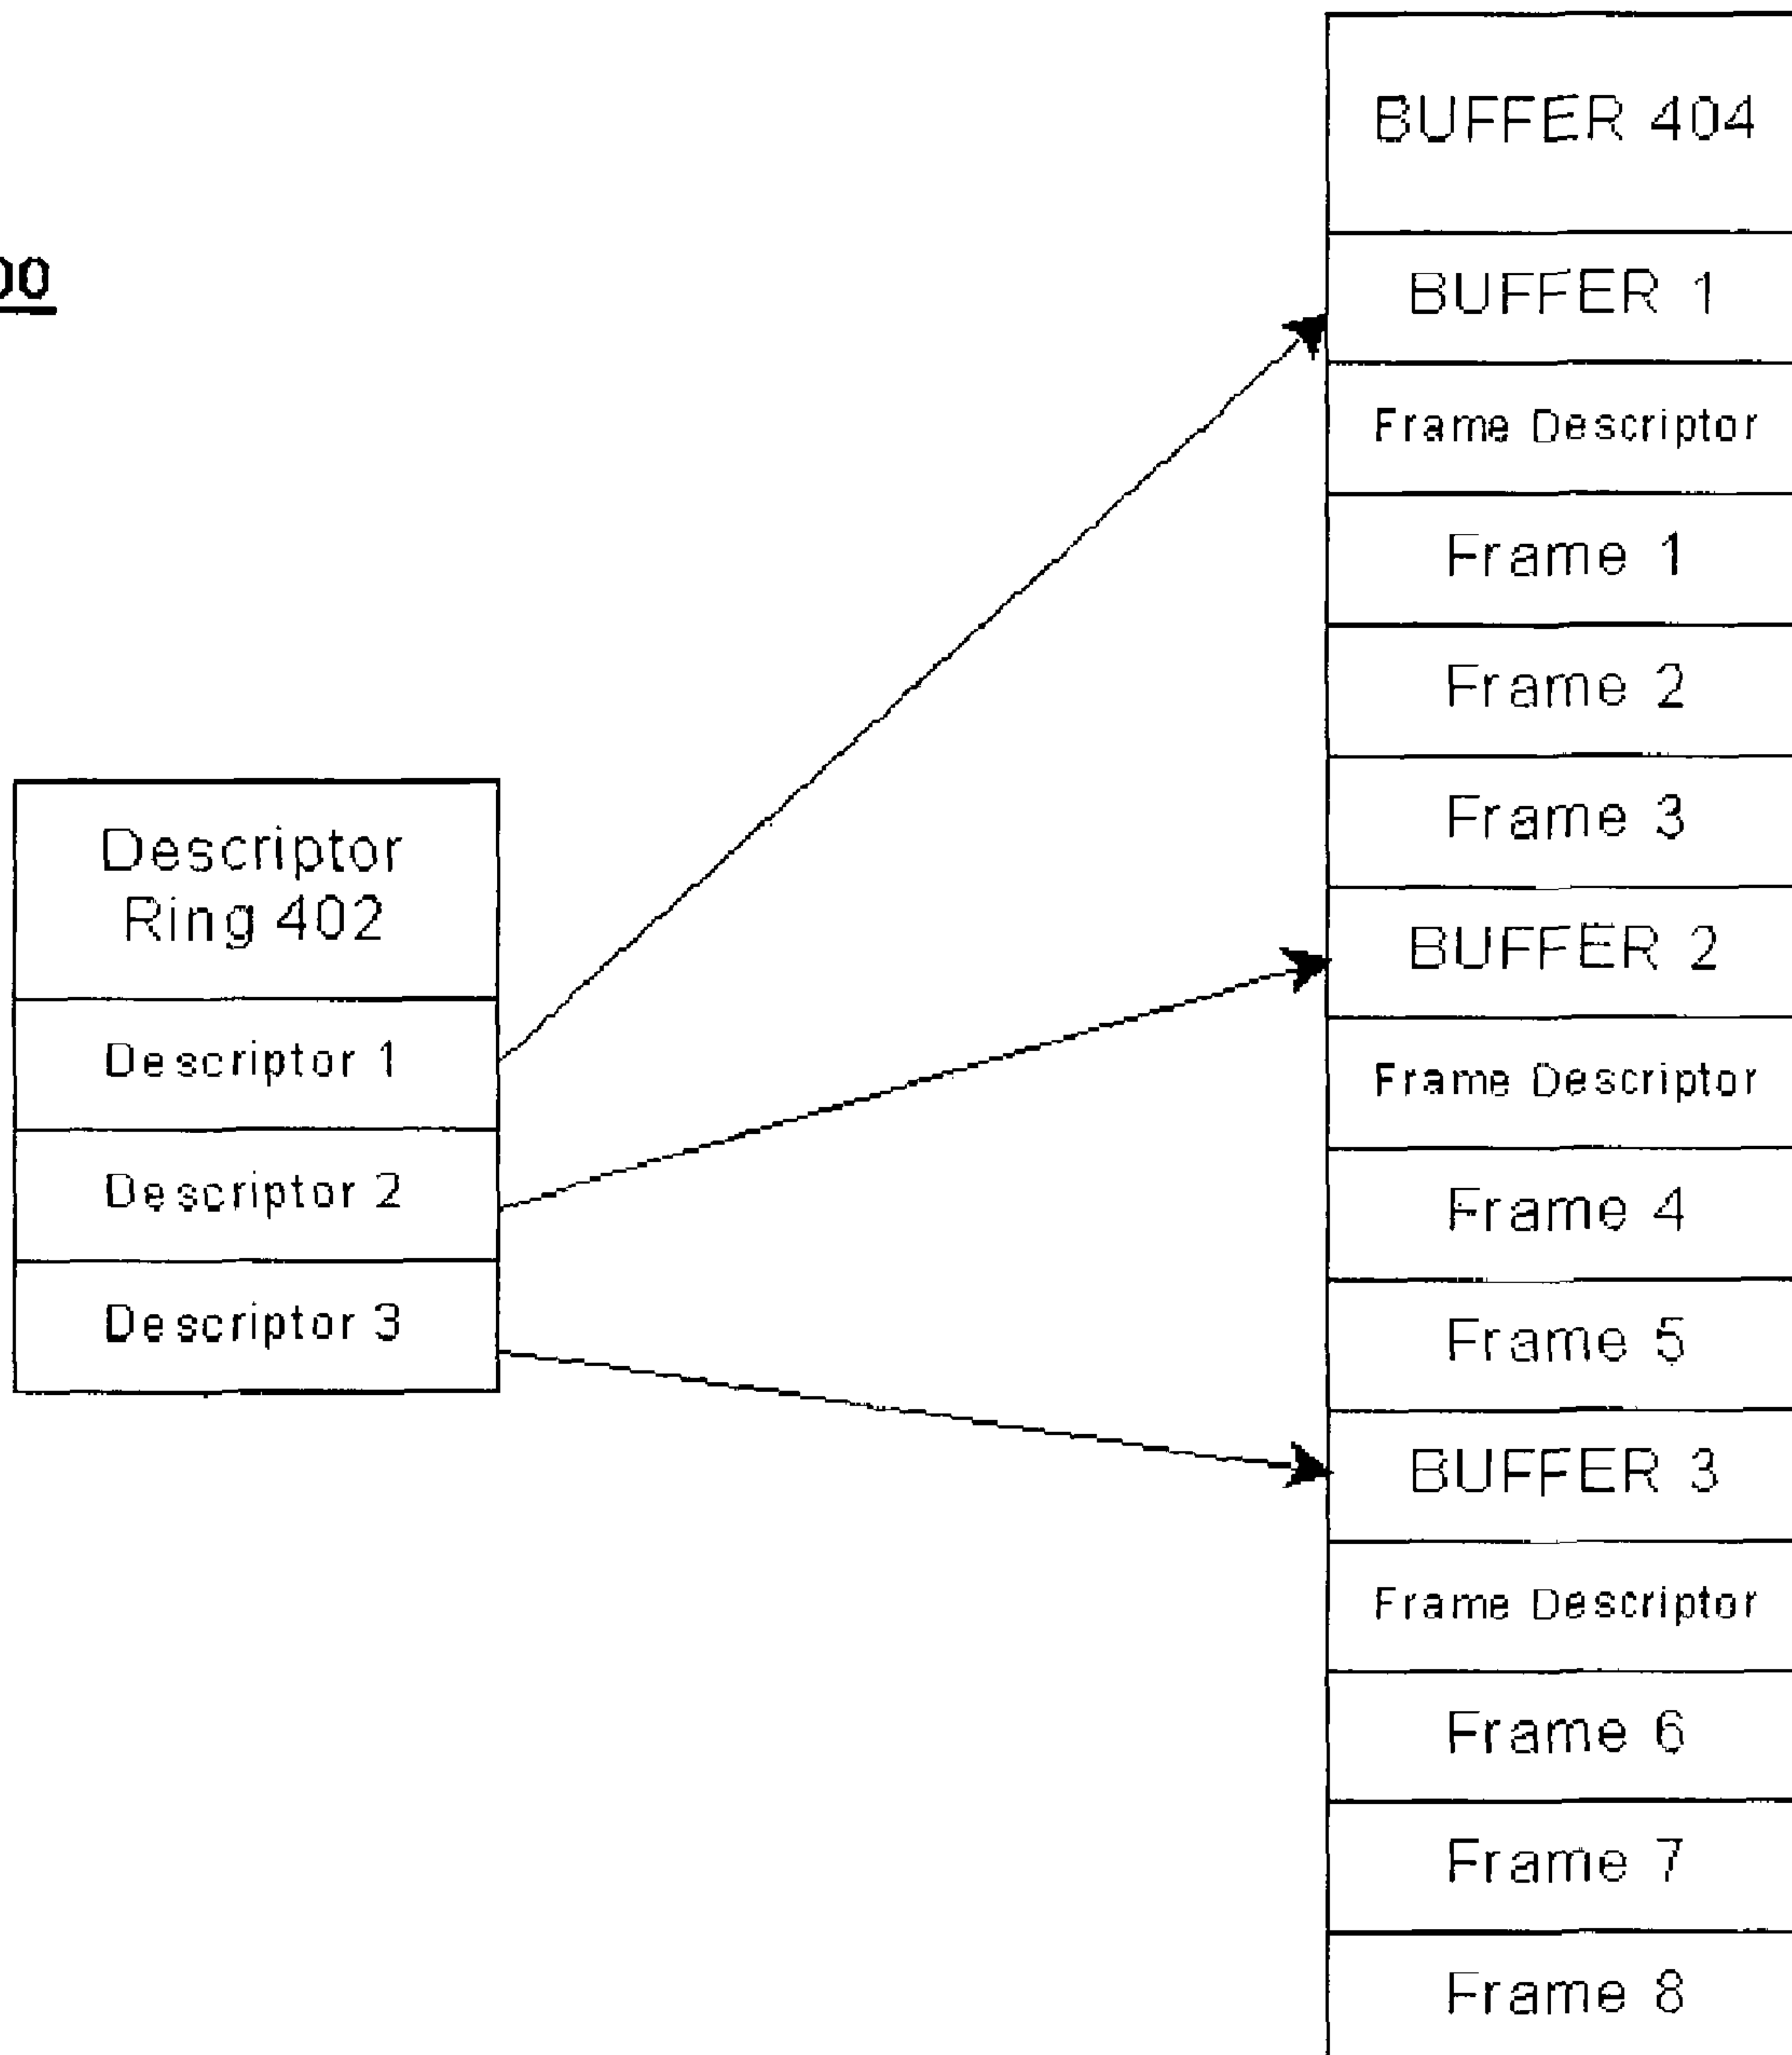 00
Descriptor
Ring 402
Descriptor 1
Descriptor 2
Descriptor 3
BUFFER 404
BUFFER 1
Frame Descriptor
Frame 1
Frame 2
Frame 3
BUFFER 2
Frame Descriptor
Frame 4
Frame 5
BUFFER 3
Frame Descriptor
Frame 6
Frame 7
Frame 8